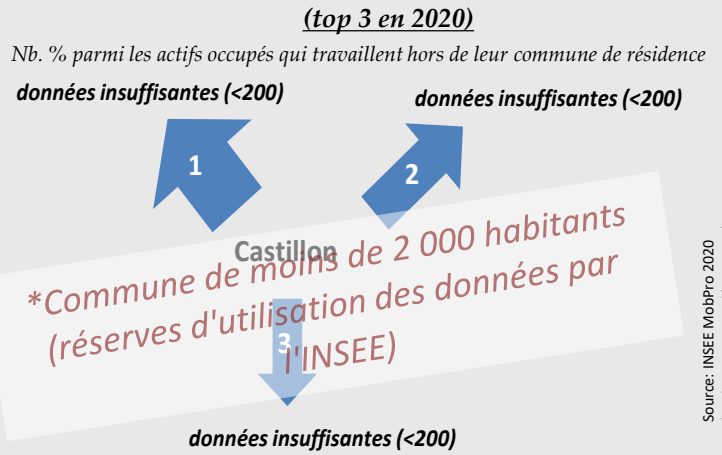 (top 3 en 2020)
Nb. % parmi les actifs occupés qui travaillent hors de leur commune de résidence
données insuffisantes (<200)
données insuffisantes (<200)
1
2
Castillon
*Commune de moins de 2 000 habitants
(réserves d'utilisation des données par
l'INSEE)
3
données insuffisantes (<200)
Source: INSEE MobPro 2020